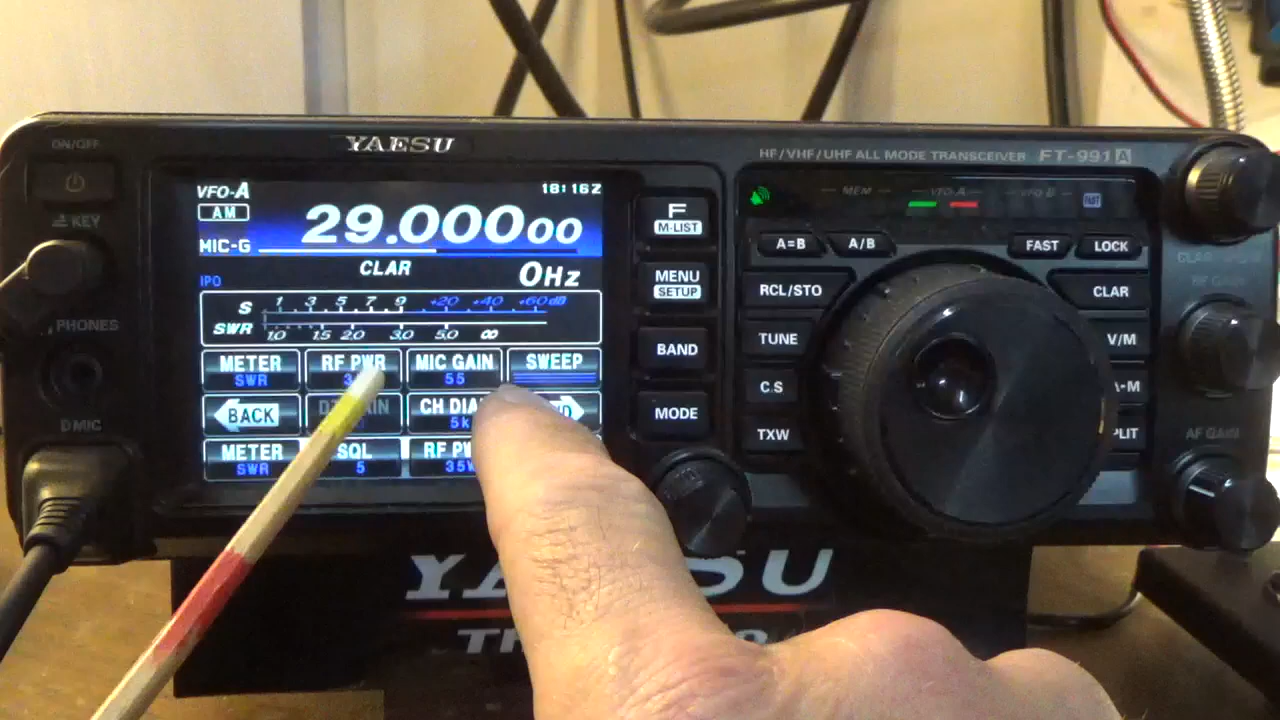 ON/OFF
YAESU
HF/VHF/UHF ALL MODE TRANSCEIVER FT-991A
KEY
PHONES
D MIC
VFO-A 18:16Z
AM 29.000 00
MIC-G
CLAR 0Hz
IPO
S 1 3 5 7 9 +20 +40 +60dB
SWR 1.0 1.5 2.0 3.0 5.0 ∞
METER RF PWR MIC GAIN SWEEP
SWR 55
BACK CH
5k
METER SQL RF
SWR 5 35
F
M-LIST
MENU
SETUP
BAND
MODE
MEM VFO-A VFO-B FAST
A=B A/B FAST LOCK
RCL/STO CLAR
TUNE V/M
C.S
TXW
RF GAIN
AF GAIN
YAESU